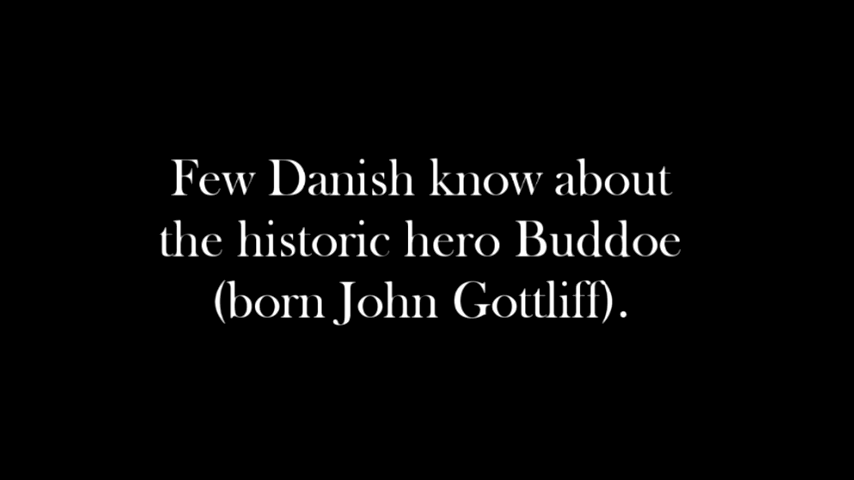 Few Danish know about
the historic hero Buddoe
(born John Gottliff).